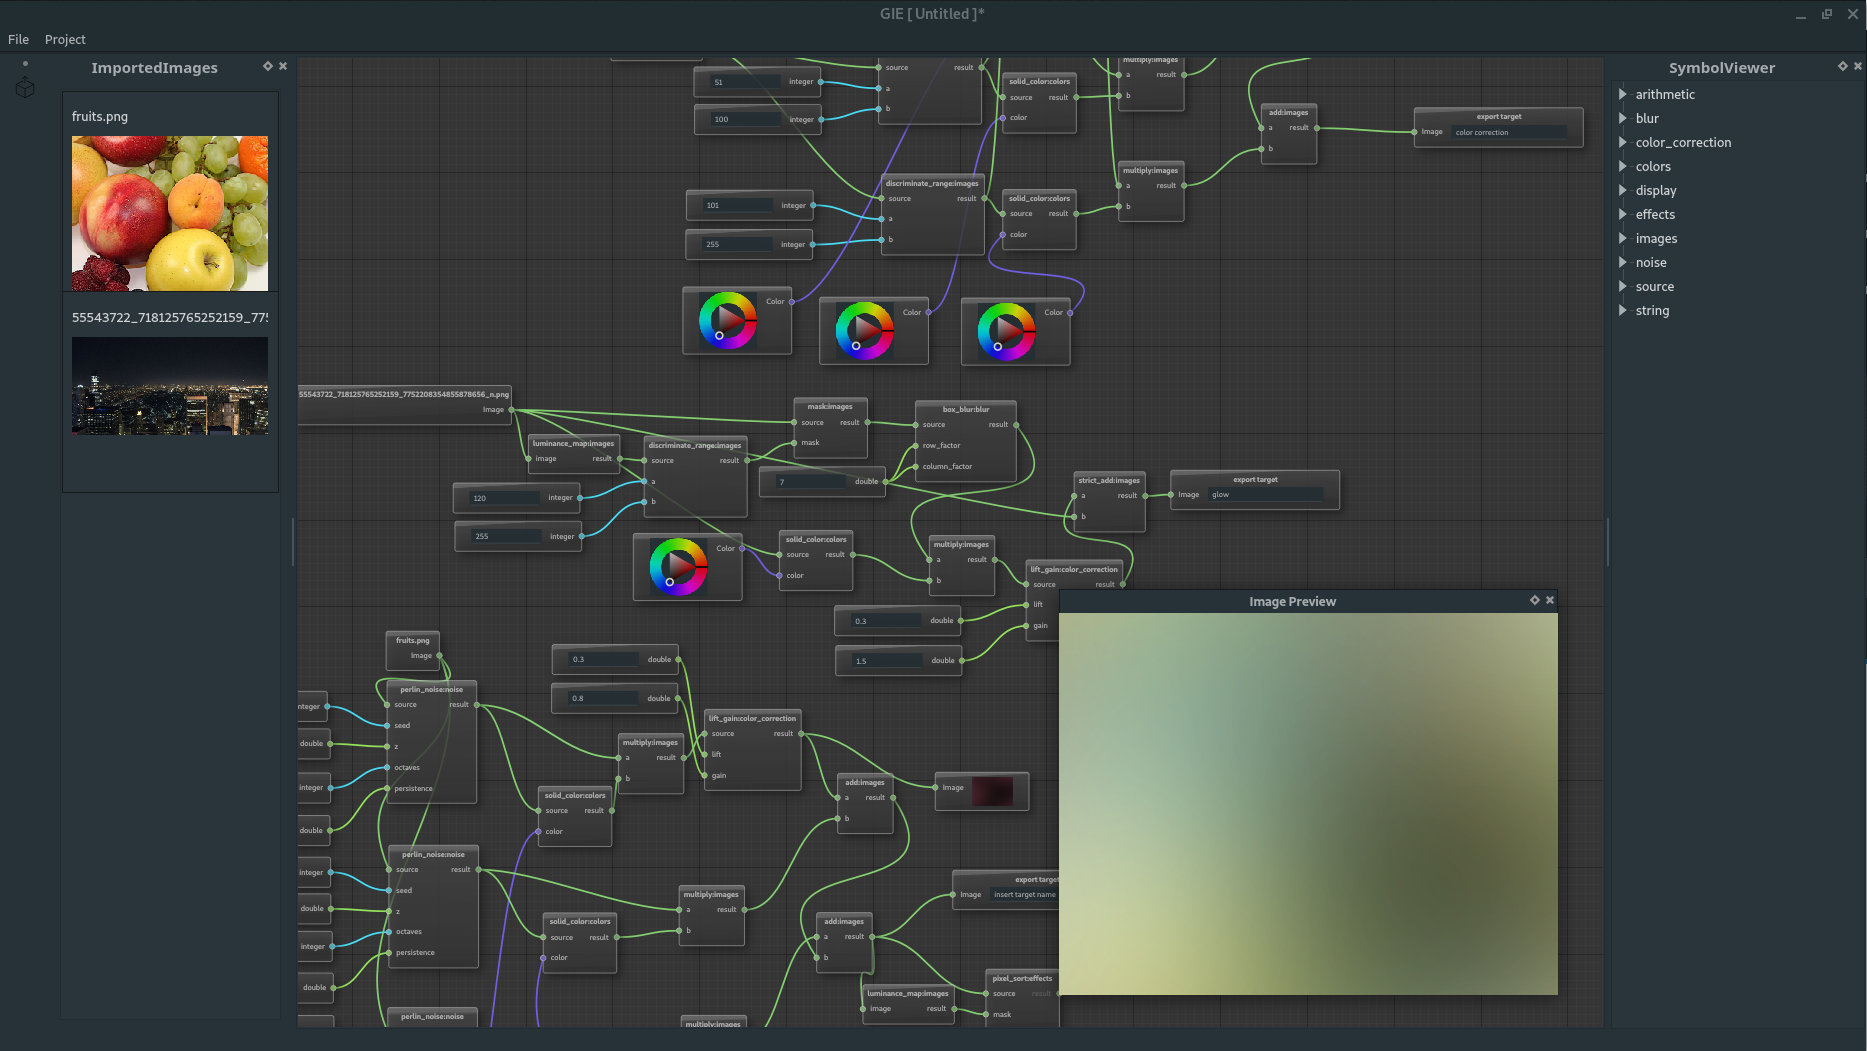 GIE [ Untitled ]*
File
Project
ImportedImages
fruits.png
55543722_718125765252159_775
51
integer
100
integer
source
result
a
b
solid_color:colors
source
result
color
multiply:images
a
result
b
add:images
a
result
b
export target
Image
color correction
101
integer
255
integer
discriminate_range:images
source
result
a
b
solid_color:colors
source
result
color
multiply:images
a
result
b
Color
Color
Color
55543722_718125765252159_7752208354855878656_n.png
Image
luminance_map:images
image
result
discriminate_range:images
source
result
a
b
120
integer
255
integer
mask:images
source
result
mask
box_blur:blur
source
result
row_factor
column_factor
7
double
strict_add:images
a
result
b
export target
Image
glow
Color
solid_color:colors
source
result
color
multiply:images
a
result
b
lift_gain:color_correction
source
result
lift
gain
0.3
double
1.5
double
fruits.png
Image
0.3
double
0.8
double
perlin_noise:noise
source
result
seed
z
octaves
persistence
nteger
double
integer
double
multiply:images
a
result
b
lift_gain:color_correction
source
result
lift
gain
solid_color:colors
source
result
color
add:images
a
result
b
Image
perlin_noise:noise
source
result
seed
z
octaves
persistence
integer
double
integer
double
solid_color:colors
source
result
color
multiply:images
a
result
b
export target
Image
insert target name
add:images
a
result
b
luminance_map:images
image
result
pixel_sort:effects
source
result
mask
perlin_noise:noise
multiply:images
Image Preview
SymbolViewer
arithmetic
blur
color_correction
colors
display
effects
images
noise
source
string